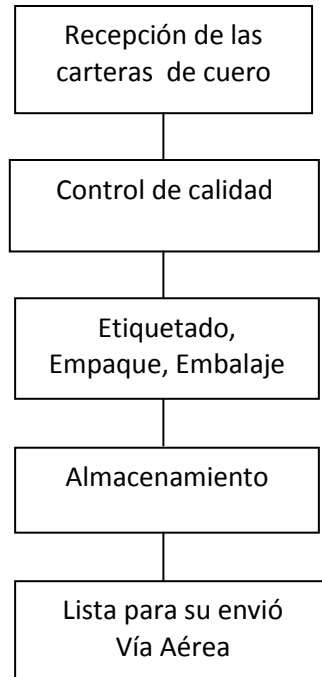 Recepción de las
carteras de cuero
Control de calidad
Etiquetado,
Empaque, Embalaje
Almacenamiento
Lista para su envió
Vía Aérea